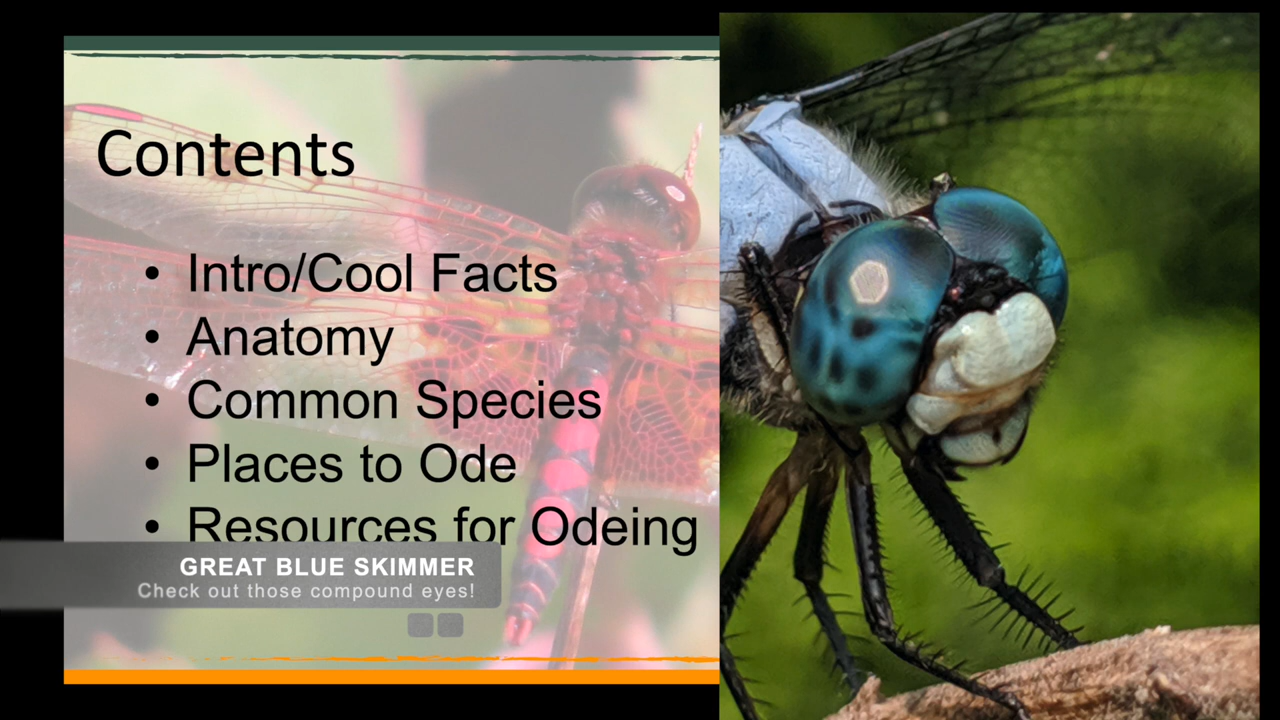 Contents
• Intro/Cool Facts
• Anatomy
• Common Species
• Places to Ode
• Resources for Odeing
GREAT BLUE SKIMMER
Check out those compound eyes!